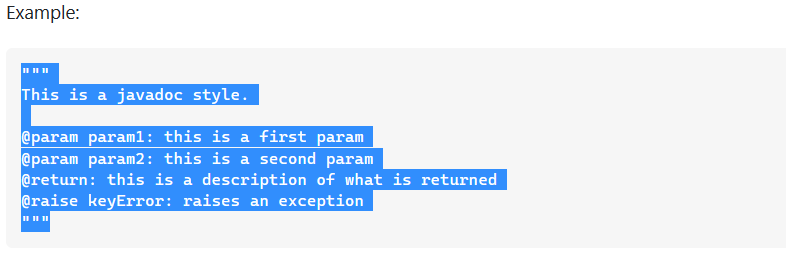 Example:
"""
This is a javadoc style.

@param param1: this is a first param
@param param2: this is a second param
@return: this is a description of what is returned
@raise keyError: raises an exception
"""